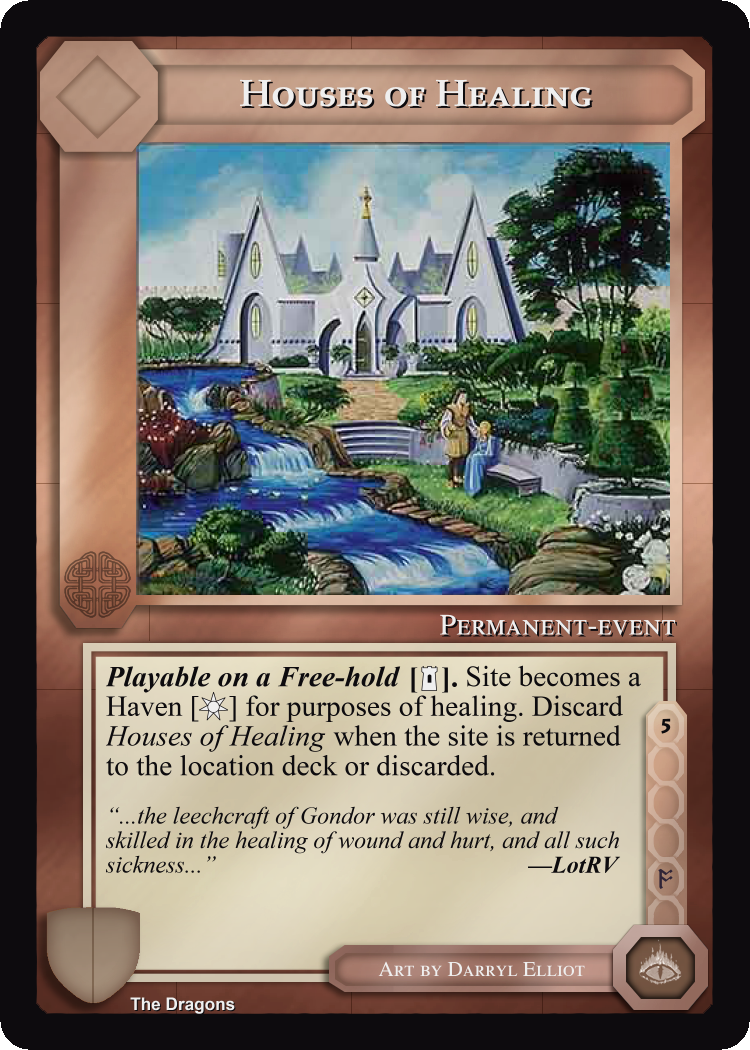 Houses of Healing
Permanent-event
Playable on a Free-hold [ ]. Site becomes a
Haven [ ] for purposes of healing. Discard
Houses of Healing when the site is returned
to the location deck or discarded.
5
“...the leechcraft of Gondor was still wise, and
skilled in the healing of wound and hurt, and all such
sickness...”
—LotRV
Art by Darryl Elliot
The Dragons